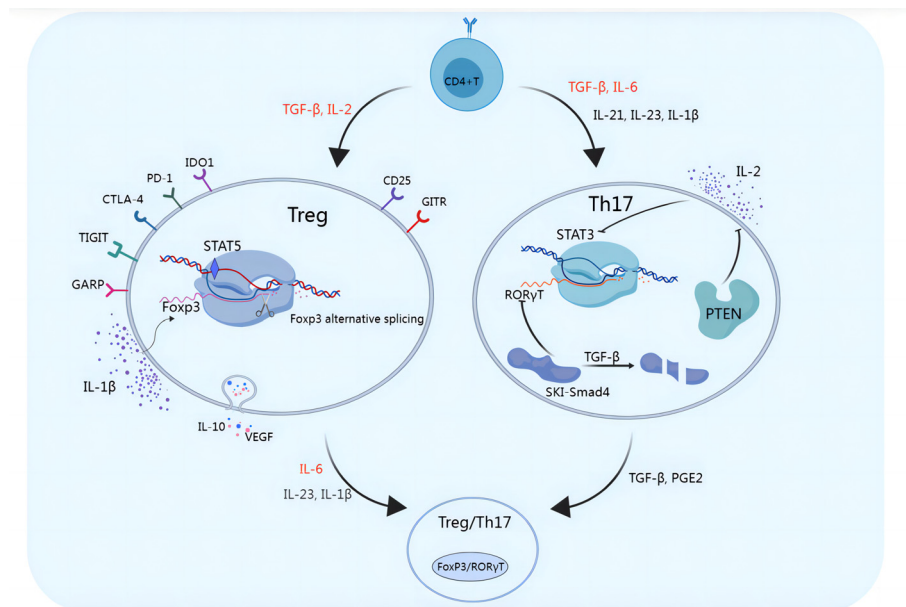 CD4+T
TGF-β, IL-2
TGF-β, IL-6
IL-21, IL-23, IL-1β
IDO1
PD-1
CTLA-4
TIGIT
GARP
CD25
GITR
Treg
STAT5
Foxp3
Foxp3 alternative splicing
IL-1β
IL-10
VEGF
IL-2
Th17
STAT3
RORγT
PTEN
TGF-β
SKI-Smad4
IL-6
IL-23, IL-1β
TGF-β, PGE2
Treg/Th17
FoxP3/RORγT